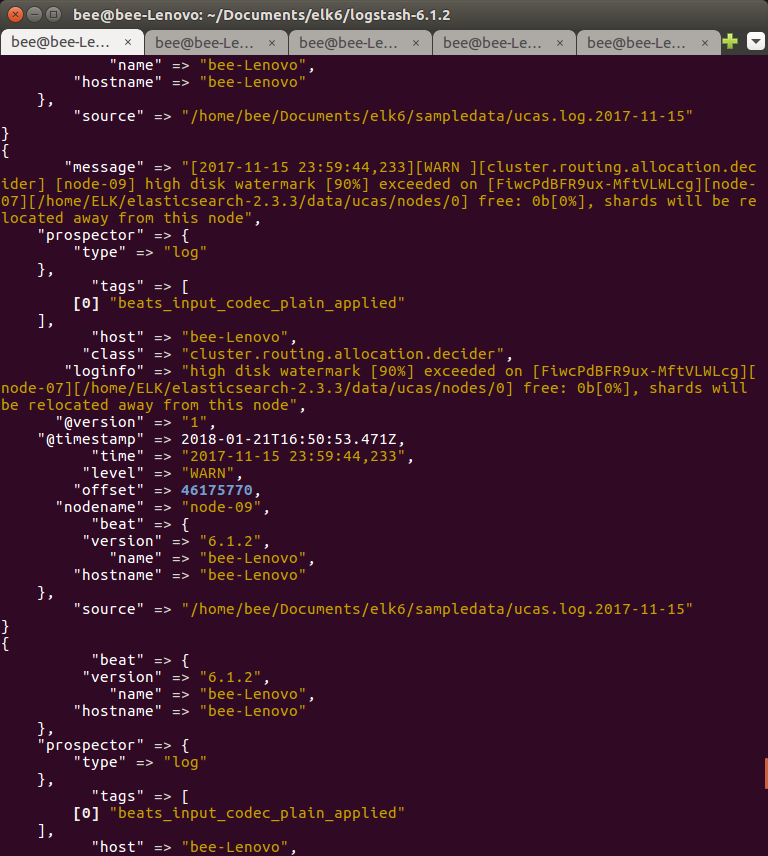 bee@bee-Lenovo: ~/Documents/elk6/logstash-6.1.2
bee@bee-Le... × bee@bee-Le... × bee@bee-Le... × bee@bee-Le... × bee@bee-Le... ×
"name" => "bee-Lenovo",
"hostname" => "bee-Lenovo"
},
"source" => "/home/bee/Documents/elk6/sampledata/ucas.log.2017-11-15"
}
{
"message" => "[2017-11-15 23:59:44,233][WARN ][cluster.routing.allocation.dec
ider] [node-09] high disk watermark [90%] exceeded on [FiwcPdBFR9ux-MftVLWLcg][node-
07][/home/ELK/elasticsearch-2.3.3/data/ucas/nodes/0] free: 0b[0%], shards will be re
located away from this node",
"prospector" => {
"type" => "log"
},
"tags" => [
[0] "beats_input_codec_plain_applied"
],
"host" => "bee-Lenovo",
"class" => "cluster.routing.allocation.decider",
"loginfo" => "high disk watermark [90%] exceeded on [FiwcPdBFR9ux-MftVLWLcg][
node-07][/home/ELK/elasticsearch-2.3.3/data/ucas/nodes/0] free: 0b[0%], shards will
be relocated away from this node",
"@version" => "1",
"@timestamp" => 2018-01-21T16:50:53.471Z,
"time" => "2017-11-15 23:59:44,233",
"level" => "WARN",
"offset" => 46175770,
"nodename" => "node-09",
"beat" => {
"version" => "6.1.2",
"name" => "bee-Lenovo",
"hostname" => "bee-Lenovo"
},
"source" => "/home/bee/Documents/elk6/sampledata/ucas.log.2017-11-15"
}
{
"beat" => {
"version" => "6.1.2",
"name" => "bee-Lenovo",
"hostname" => "bee-Lenovo"
},
"prospector" => {
"type" => "log"
},
"tags" => [
[0] "beats_input_codec_plain_applied"
],
"host" => "bee-Lenovo",